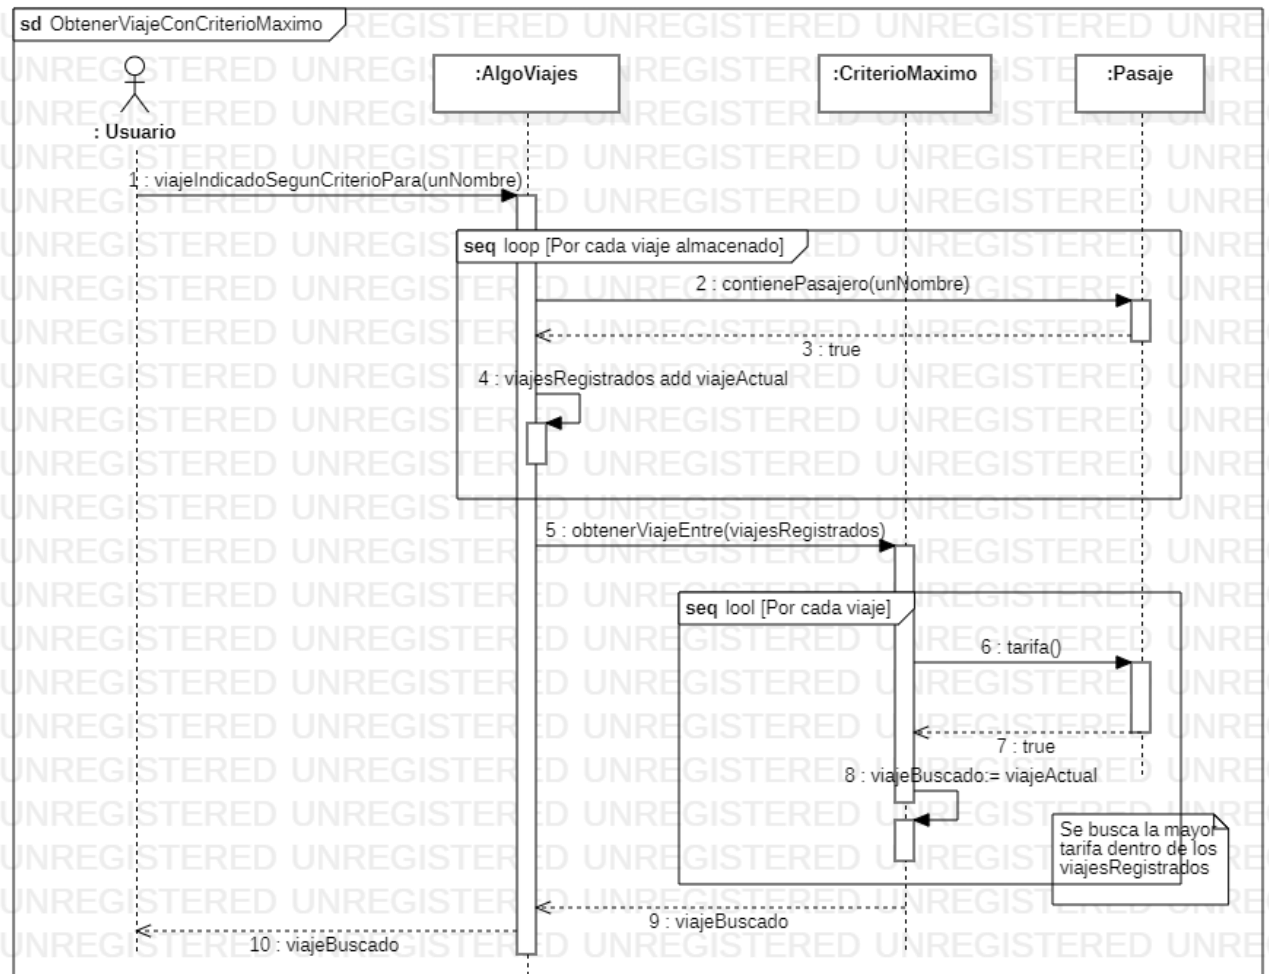 sd ObtenerViajeConCriterioMaximo
:AlgoViajes
:CriterioMaximo
:Pasaje
: Usuario
1 : viajeIndicadoSegunCriterioPara(unNombre)
seq loop [Por cada viaje almacenado]
2 : contienePasajero(unNombre)
3 : true
4 : viajesRegistrados add viajeActual
5 : obtenerViajeEntre(viajesRegistrados)
seq lool [Por cada viaje]
6 : tarifa()
7 : true
8 : viajeBuscado:= viajeActual
Se busca la mayor
tarifa dentro de los
viajesRegistrados
9 : viajeBuscado
10 : viajeBuscado
UNREGISTERED